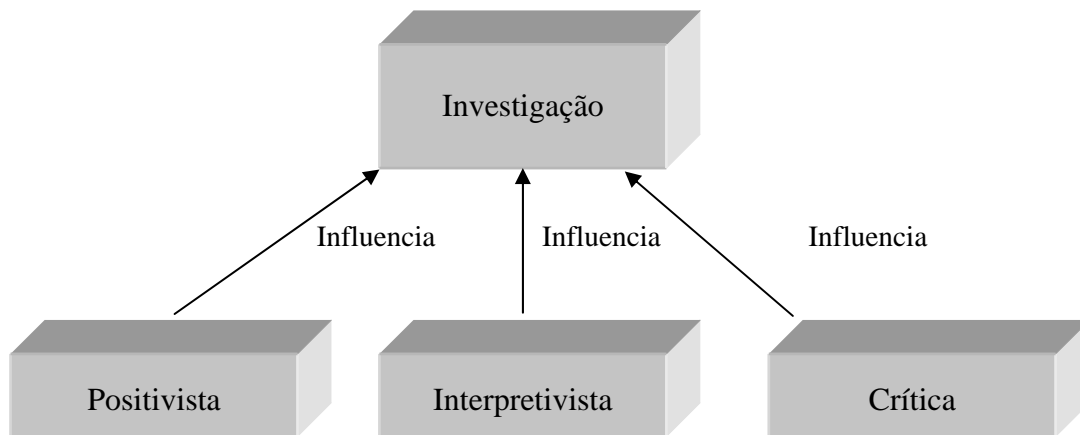 Investigação
Influencia Influencia Influencia
Positivista Interpretivista Crítica